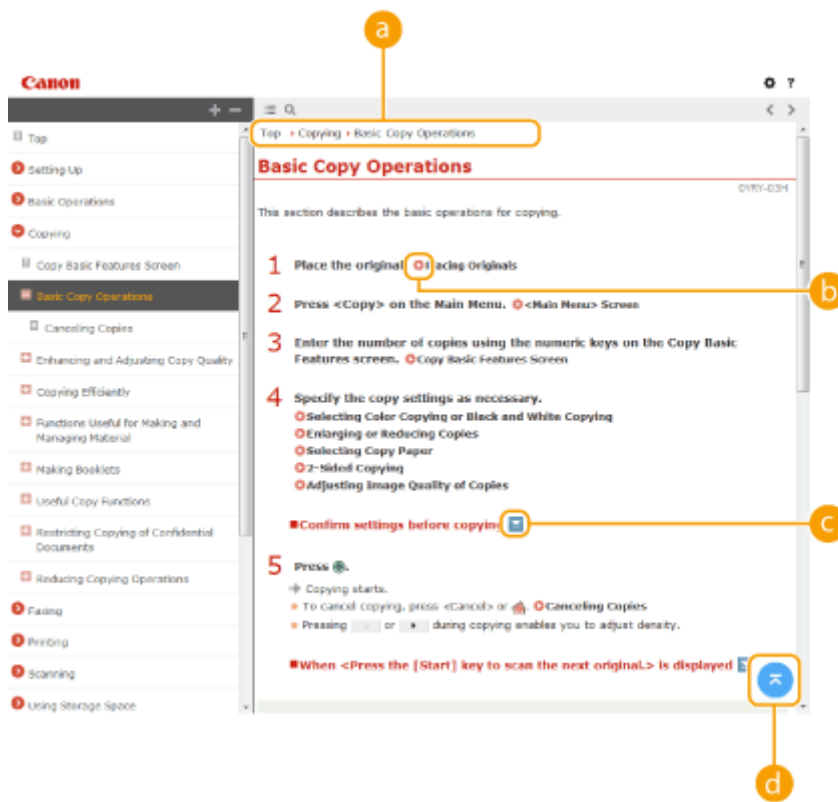 a
Canon
?
+ −
< >
Top
Top › Copying › Basic Copy Operations
Setting Up
Basic Copy Operations
Basic Operations
0YRY-03H
This section describes the basic operations for copying.
Copying
Copy Basic Features Screen
1 Place the original acing Originals
b
Basic Copy Operations
2 Press <Copy> on the Main Menu. <Main Menu> Screen
Canceling Copies
3 Enter the number of copies using the numeric keys on the Copy Basic
Features screen. Copy Basic Features Screen
Enhancing and Adjusting Copy Quality
Copying Efficiently
4 Specify the copy settings as necessary.
Selecting Color Copying or Black and White Copying
Functions Useful for Making and
Managing Material
Enlarging or Reducing Copies
Selecting Copy Paper
2-Sided Copying
Making Booklets
Adjusting Image Quality of Copies
Useful Copy Functions
■Confirm settings before copying
c
Restricting Copying of Confidential
Documents
5 Press .
Reducing Copying Operations
Copying starts.
To cancel copying, press <Cancel> or . Canceling Copies
Faxing
Pressing or during copying enables you to adjust density.
Printing
Scanning
■When <Press the [Start] key to scan the next original.> is displayed
Using Storage Space
d